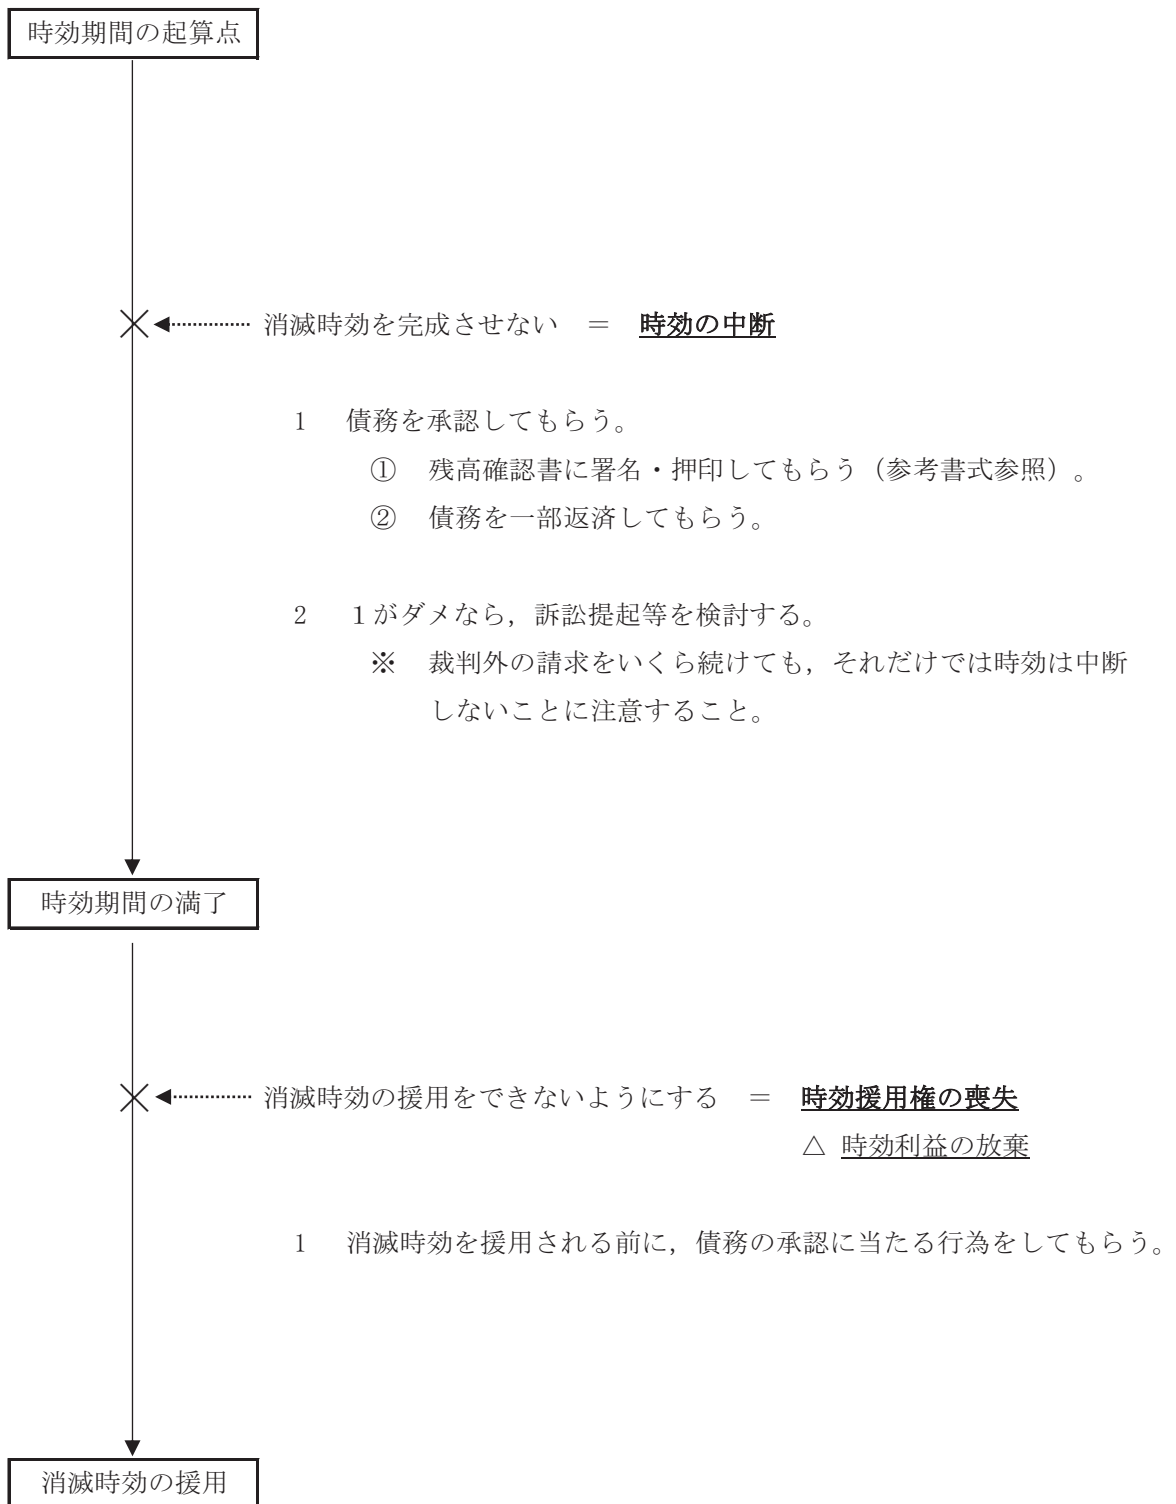 時効期間の起算点
消滅時効を完成させない ＝ 時効の中断
1 債務を承認してもらう。
① 残高確認書に署名・押印してもらう（参考書式参照）。
② 債務を一部返済してもらう。
2 １がダメなら，訴訟提起等を検討する。
※ 裁判外の請求をいくら続けても，それだけでは時効は中断
しないことに注意すること。
時効期間の満了
消滅時効の援用をできないようにする ＝ 時効援用権の喪失
△ 時効利益の放棄
1 消滅時効を援用される前に，債務の承認に当たる行為をしてもらう。
消滅時効の援用